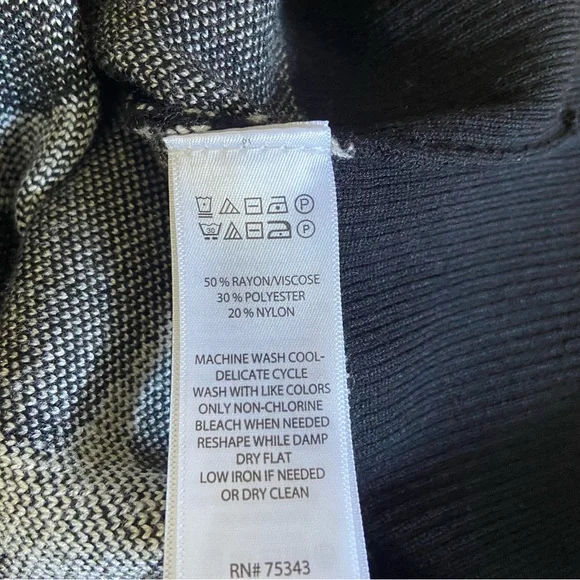 P
30 P
50 % RAYON/VISCOSE
30 % POLYESTER
20 % NYLON
MACHINE WASH COOL-
DELICATE CYCLE
WASH WITH LIKE COLORS
ONLY NON-CHLORINE
BLEACH WHEN NEEDED
RESHAPE WHILE DAMP
DRY FLAT
LOW IRON IF NEEDED
OR DRY CLEAN
RN# 75343